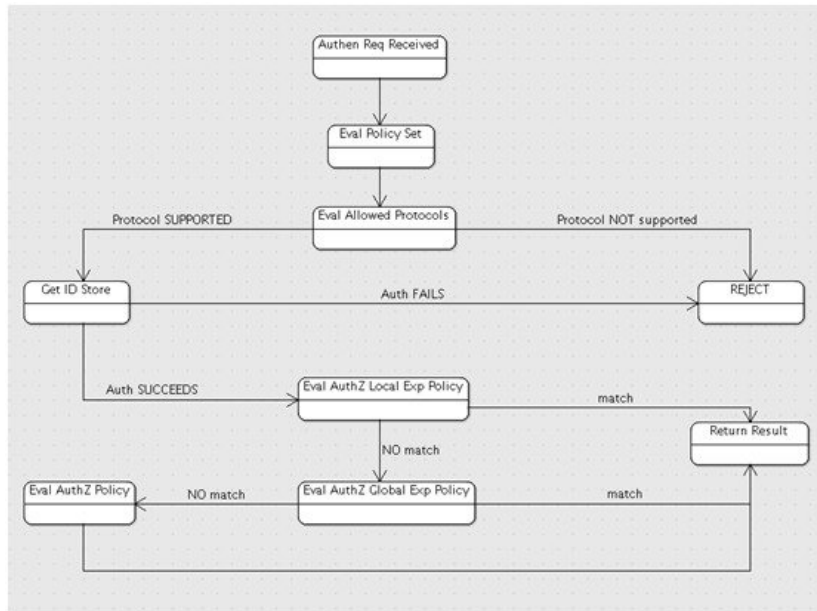 Authen Req Received
Eval Policy Set
Eval Allowed Protocols
Protocol SUPPORTED
Protocol NOT supported
Get ID Store
Auth FAILS
REJECT
Auth SUCCEEDS
Eval AuthZ Local Exp Policy
match
Return Result
NO match
Eval AuthZ Policy
NO match
Eval AuthZ Global Exp Policy
match